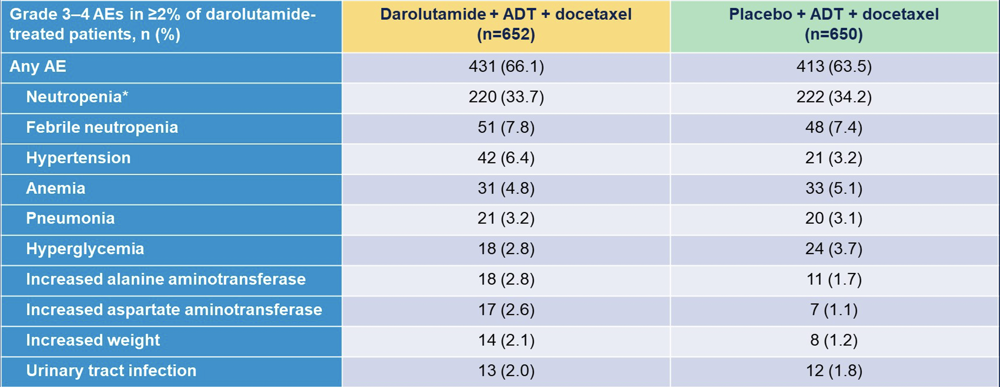 Grade 3–4 AEs in ≥2% of darolutamide-
treated patients, n (%)
Darolutamide + ADT + docetaxel
(n=652)
Placebo + ADT + docetaxel
(n=650)
Any AE 431 (66.1) 413 (63.5)
Neutropenia* 220 (33.7) 222 (34.2)
Febrile neutropenia 51 (7.8) 48 (7.4)
Hypertension 42 (6.4) 21 (3.2)
Anemia 31 (4.8) 33 (5.1)
Pneumonia 21 (3.2) 20 (3.1)
Hyperglycemia 18 (2.8) 24 (3.7)
Increased alanine aminotransferase 18 (2.8) 11 (1.7)
Increased aspartate aminotransferase 17 (2.6) 7 (1.1)
Increased weight 14 (2.1) 8 (1.2)
Urinary tract infection 13 (2.0) 12 (1.8)